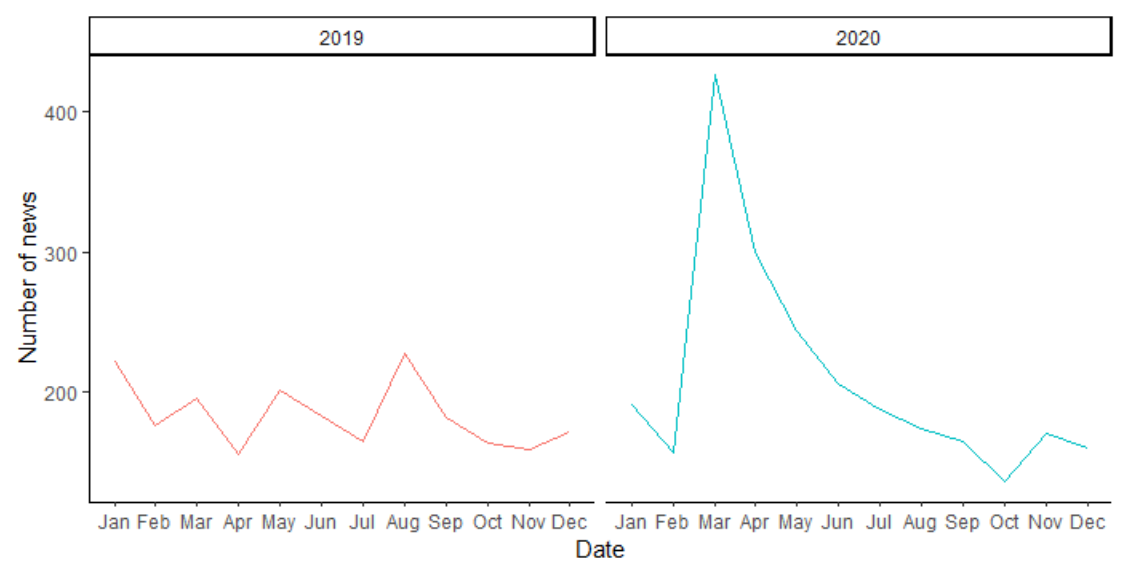 2019 2020
400
300
200
Number of news
Jan Feb Mar Apr May Jun Jul Aug Sep Oct Nov Dec Jan Feb Mar Apr May Jun Jul Aug Sep Oct Nov Dec
Date